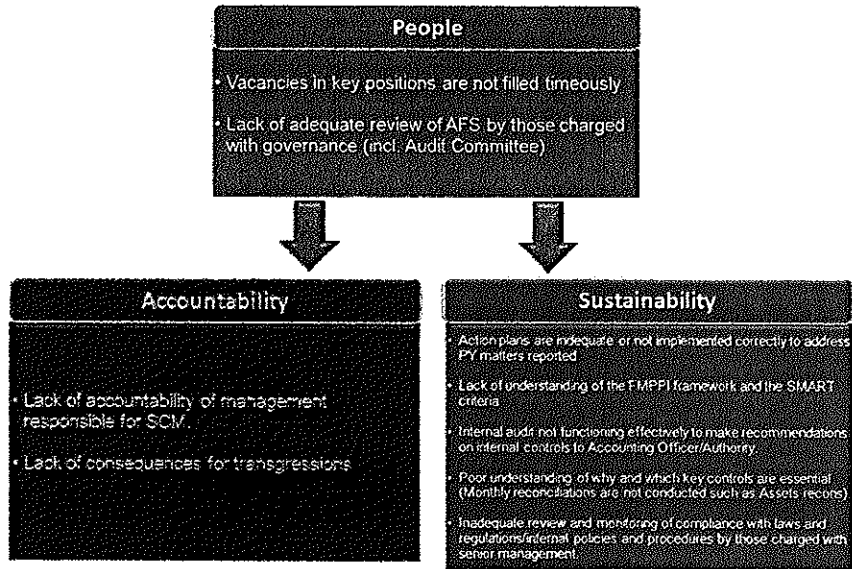 People
• Vacancies in key positions are not filled timeously
• Lack of adequate review of AFS by those charged
with governance (incl. Audit Committee)
Accountability
• Lack of accountability of management
responsible for SCM.
• Lack of consequences for transgressions
Sustainability
• Action plans are indequate or not implemented correctly to address
PY matters reported
• Lack of understanding of the FMPPI framework and the SMART
criteria
• Internal audit not functioning effectively to make recommendations
on internal controls to Accounting Officer/Authority.
• Poor understanding of why and which key controls are essential
(Monthly reconciliations are not conducted such as Assets recons)
• Inadequate review and monitoring of compliance with laws and
regulations/internal policies and procedures by those charged with
senior management.